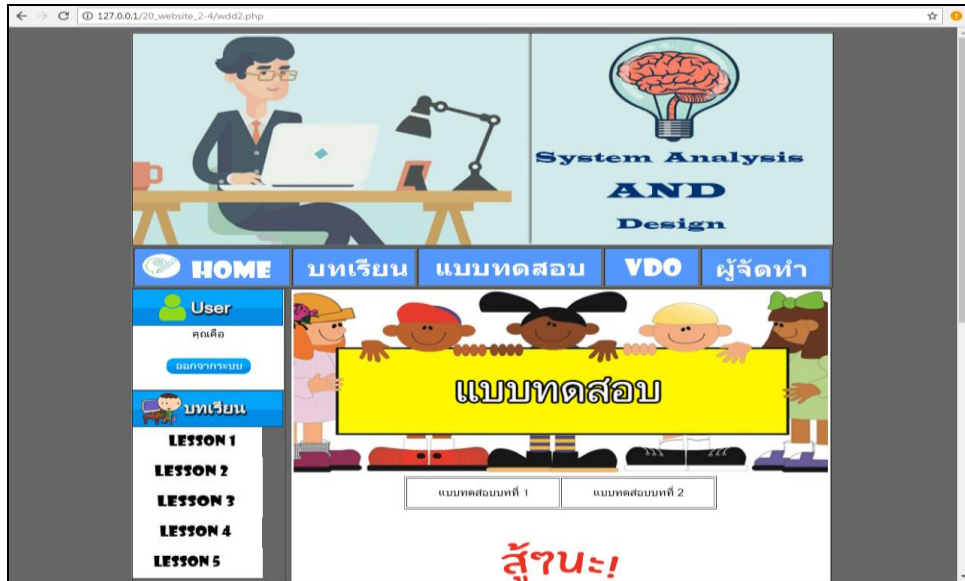 127.0.0.1/20_website_2-4/wdd2.php
System Analysis
AND
Design
HOME บทเรียน แบบทดสอบ VDO ผู้จัดทำ
User
คุณคือ
ออกจากระบบ
บทเรียน
LESSON 1
LESSON 2
LESSON 3
LESSON 4
LESSON 5
แบบทดสอบ
แบบทดสอบบทที่ 1 แบบทดสอบบทที่ 2
สู้ๆนะ!